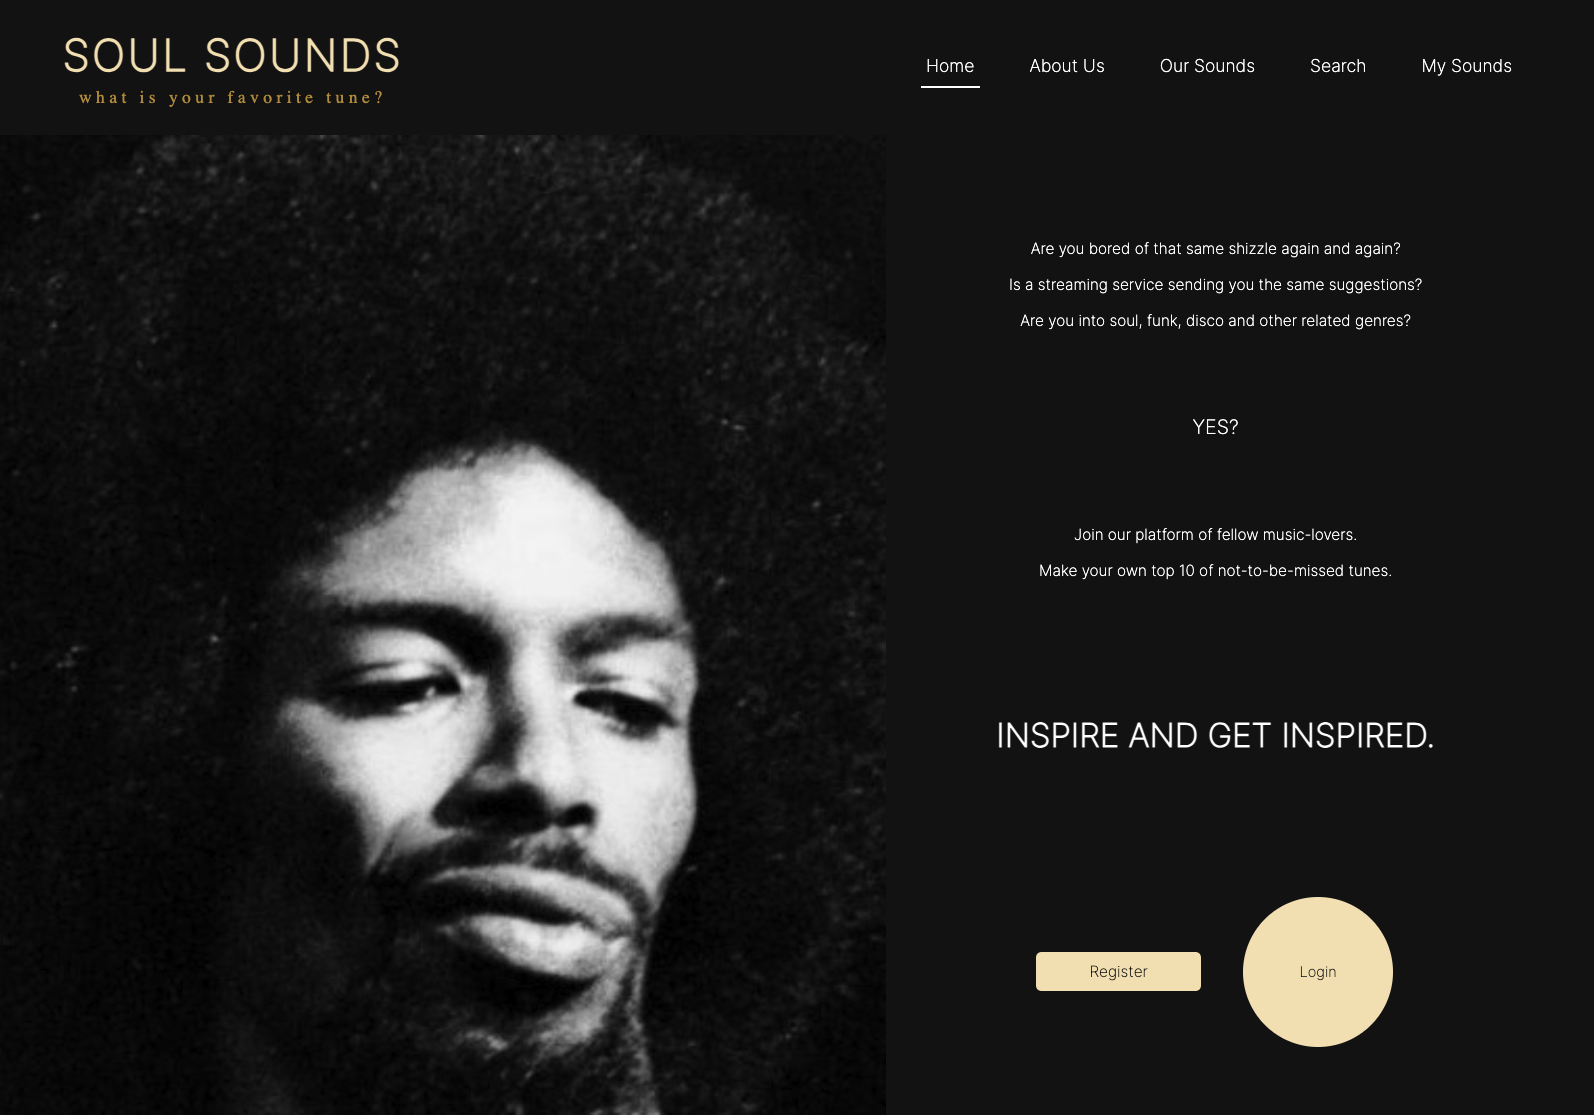 SOUL SOUNDS
what is your favorite tune?
Home
About Us
Our Sounds
Search
My Sounds
Are you bored of that same shizzle again and again?
Is a streaming service sending you the same suggestions?
Are you into soul, funk, disco and other related genres?
YES?
Join our platform of fellow music-lovers.
Make your own top 10 of not-to-be-missed tunes.
INSPIRE AND GET INSPIRED.
Register
Login